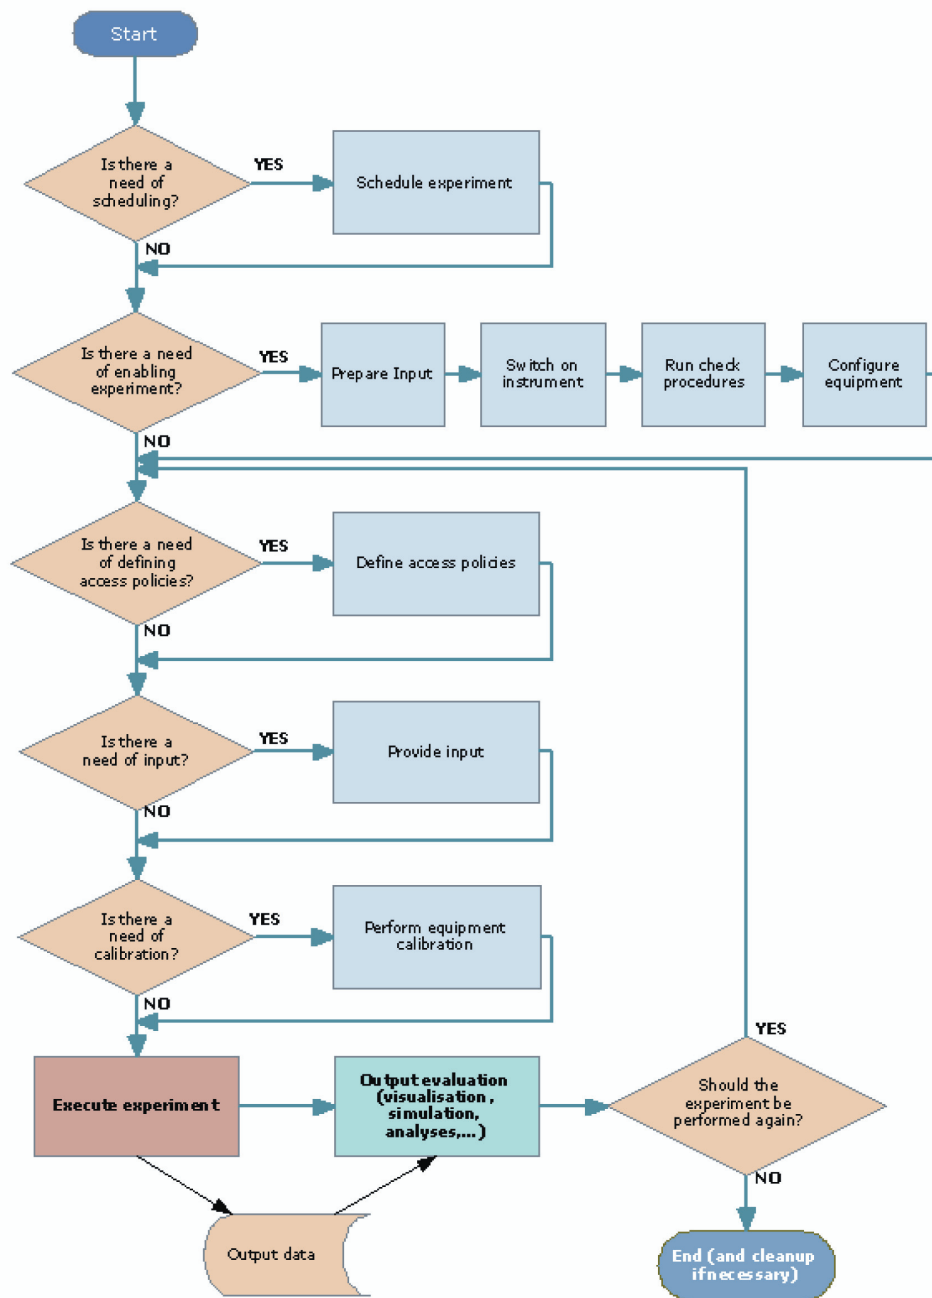 Start
Is there a
need of
scheduling?
YES
Schedule experiment
NO
Is there a need
of enabling
experiment?
YES
Prepare Input
Switch on
instrument
Run check
procedures
Configure
equipment
NO
Is there a need
of defining
access policies?
YES
Define access policies
NO
Is there a
need of input?
YES
Provide input
NO
Is there a
need of
calibration?
YES
Perform equipment
calibration
NO
Execute experiment
Output evaluation
(visualisation ,
simulation,
analyses,...)
YES
Should the
experiment be
performed again?
NO
Output data
End (and cleanup
ifnecessary)